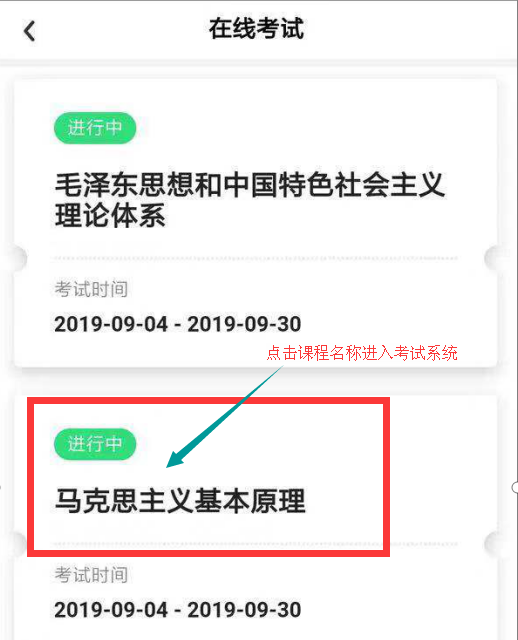 在线考试
进行中
毛泽东思想和中国特色社会主义
理论体系
考试时间
2019-09-04 - 2019-09-30
点击课程名称进入考试系统
进行中
马克思主义基本原理
考试时间
2019-09-04 - 2019-09-30